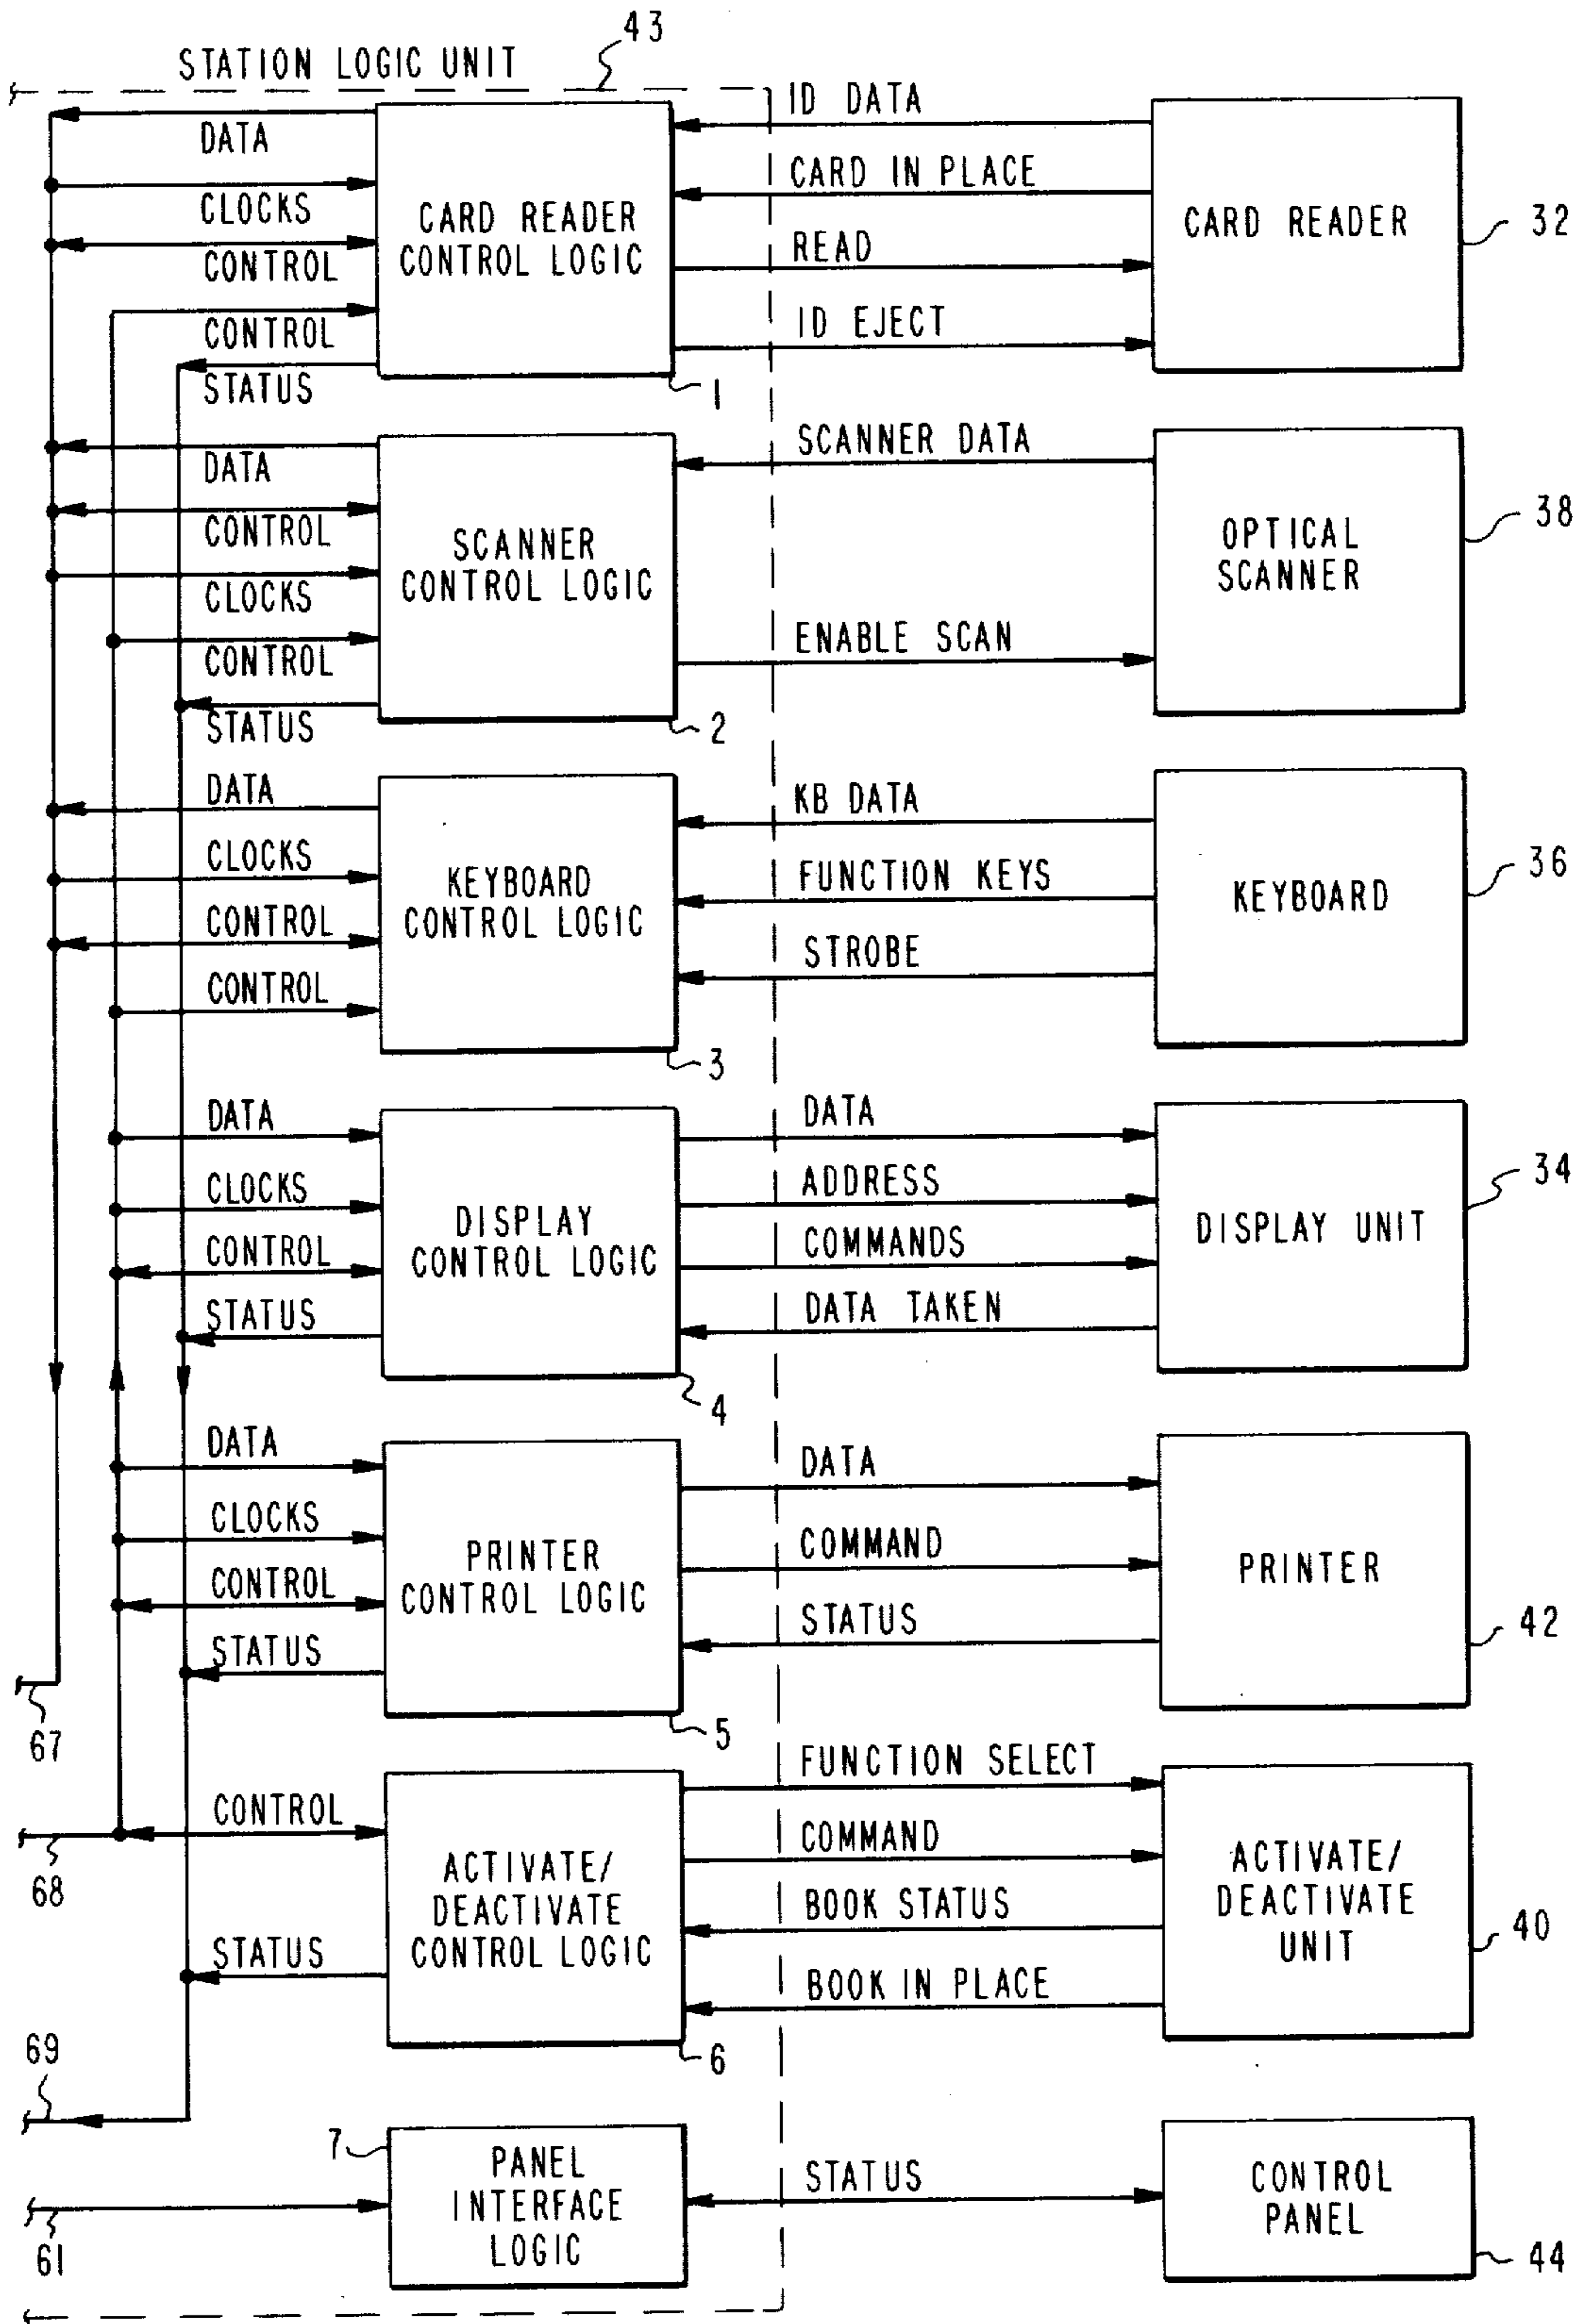 43
STATION LOGIC UNIT
ID DATA
DATA
CARD IN PLACE
CLOCKS
CARD READER
CONTROL LOGIC
CARD READER
32
CONTROL
READ
CONTROL
ID EJECT
STATUS
1
SCANNER DATA
DATA
CONTROL
SCANNER
CONTROL LOGIC
OPTICAL
SCANNER
38
CLOCKS
CONTROL
ENABLE SCAN
STATUS
2
DATA
KB DATA
CLOCKS
KEYBOARD
CONTROL LOGIC
FUNCTION KEYS
KEYBOARD
36
CONTROL
STROBE
CONTROL
3
DATA
DATA
CLOCKS
ADDRESS
34
DISPLAY
CONTROL LOGIC
DISPLAY UNIT
CONTROL
COMMANDS
STATUS
DATA TAKEN
4
DATA
DATA
CLOCKS
COMMAND
PRINTER
CONTROL LOGIC
PRINTER
CONTROL
STATUS
42
STATUS
67
5
FUNCTION SELECT
CONTROL
COMMAND
68
ACTIVATE/
DEACTIVATE
CONTROL LOGIC
ACTIVATE/
DEACTIVATE
UNIT
40
BOOK STATUS
STATUS
BOOK IN PLACE
69
6
7
PANEL
INTERFACE
LOGIC
STATUS
CONTROL
PANEL
61
44